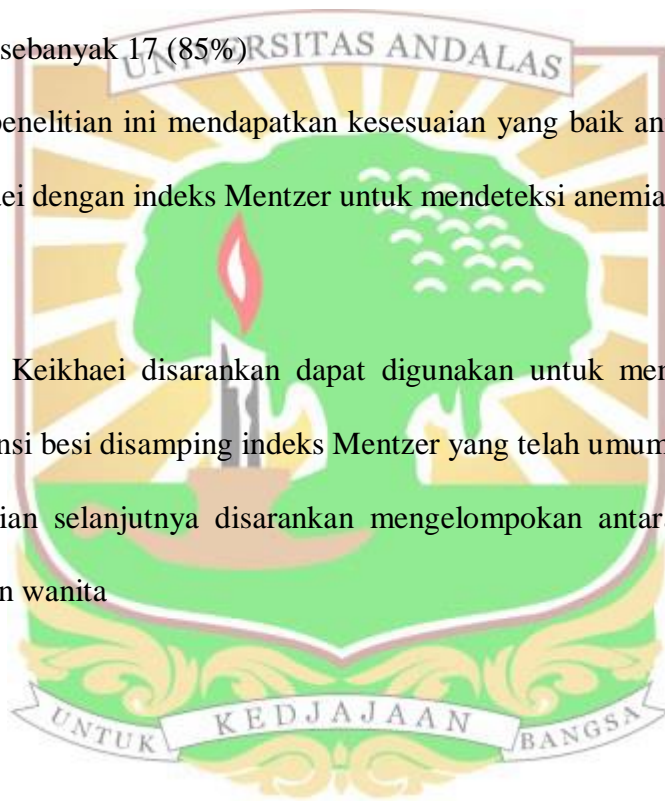 sebanyak 17 (85%)
UNIVERSITAS ANDALAS
penelitian ini mendapatkan kesesuaian yang baik an
ei dengan indeks Mentzer untuk mendeteksi anemia
Keikhaei disarankan dapat digunakan untuk men
nsi besi disamping indeks Mentzer yang telah umum
ian selanjutnya disarankan mengelompokan antara
n wanita
UNTUK KEDJAJAAN BANGSA